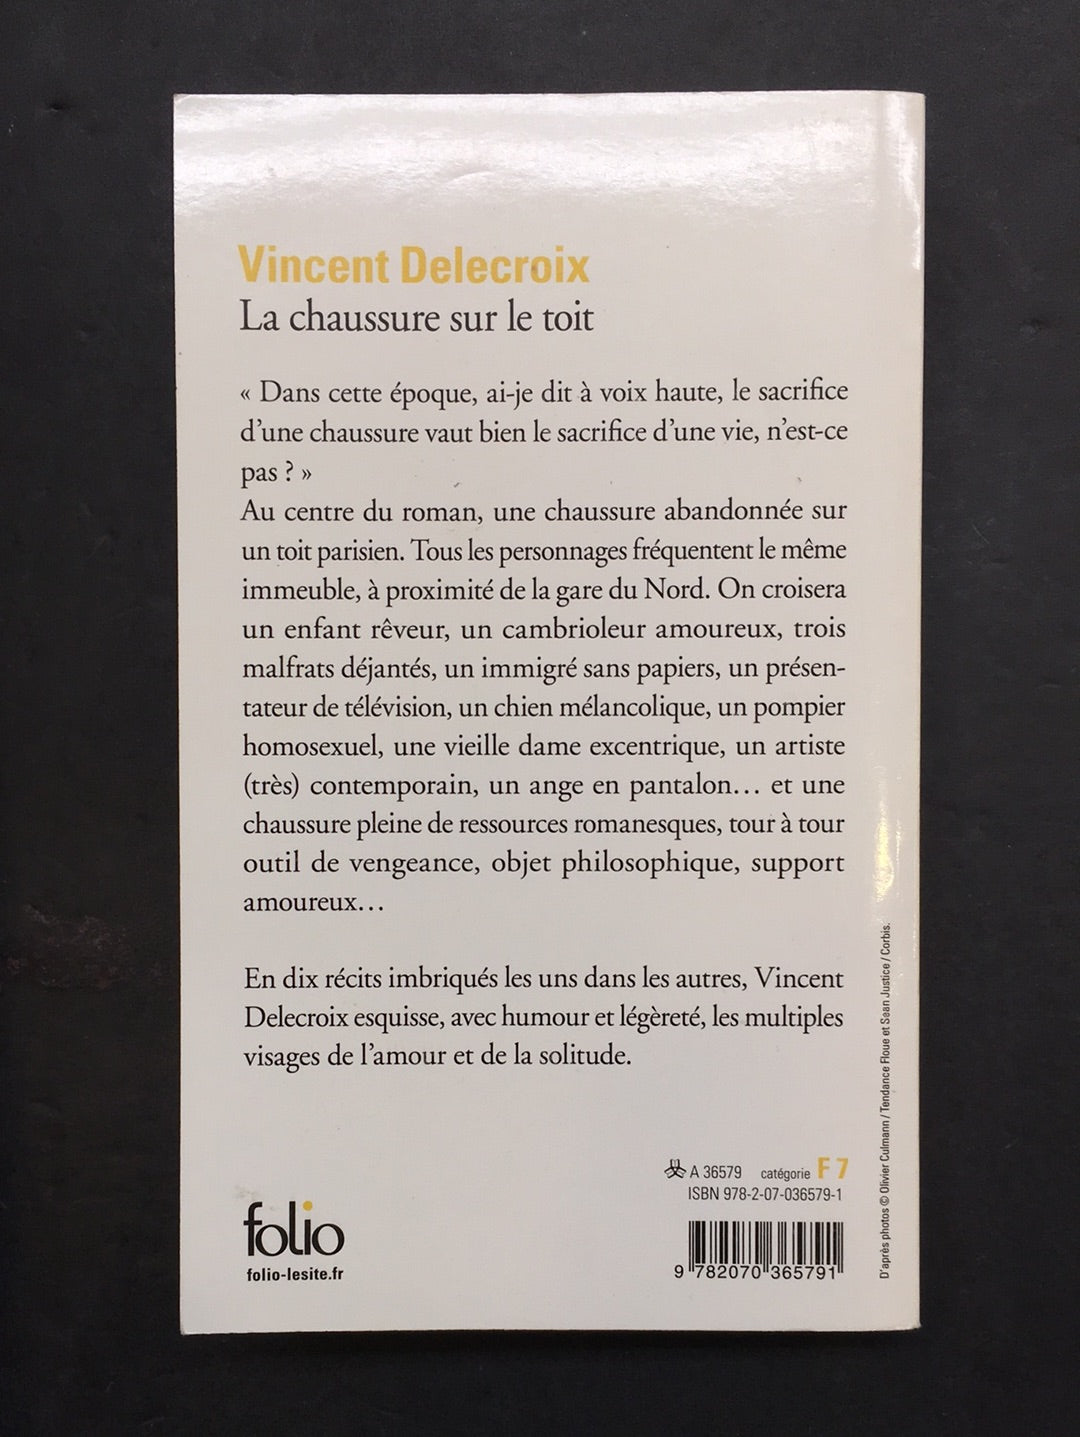 Vincent Delecroix
La chaussure sur le toit
« Dans cette époque, ai-je dit à voix haute, le sacrifice
d'une chaussure vaut bien le sacrifice d'une vie, n'est-ce
pas ? »
Au centre du roman, une chaussure abandonnée sur
un toit parisien. Tous les personnages fréquentent le même
immeuble, à proximité de la gare du Nord. On croisera
un enfant rêveur, un cambrioleur amoureux, trois
malfrats déjantés, un immigré sans papiers, un présen-
tateur de télévision, un chien mélancolique, un pompier
homosexuel, une vieille dame excentrique, un artiste
(très) contemporain, un ange en pantalon… et une
chaussure pleine de ressources romanesques, tour à tour
outil de vengeance, objet philosophique, support
amoureux…
En dix récits imbriqués les uns dans les autres, Vincent
Delecroix esquisse, avec humour et légèreté, les multiples
visages de l'amour et de la solitude.
A 36579 catégorie F 7
ISBN 978-2-07-036579-1
folio
folio-lesite.fr
9 782070 365791
D'après photos © Olivier Culmann / Tendance Floue et Sean Justice / Corbis.